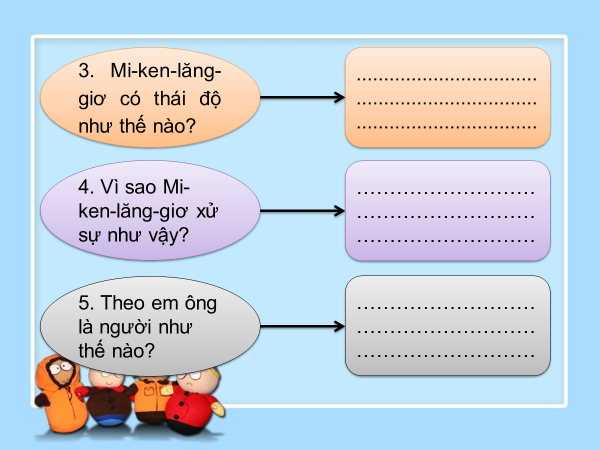 3. Mi-ken-lăng-
giơ có thái độ
như thế nào?
....................................
....................................
....................................
4. Vì sao Mi-
ken-lăng-giơ xử
sự như vậy?
...........................
...........................
...........................
5. Theo em ông
là người như
thế nào?
...........................
...........................
...........................